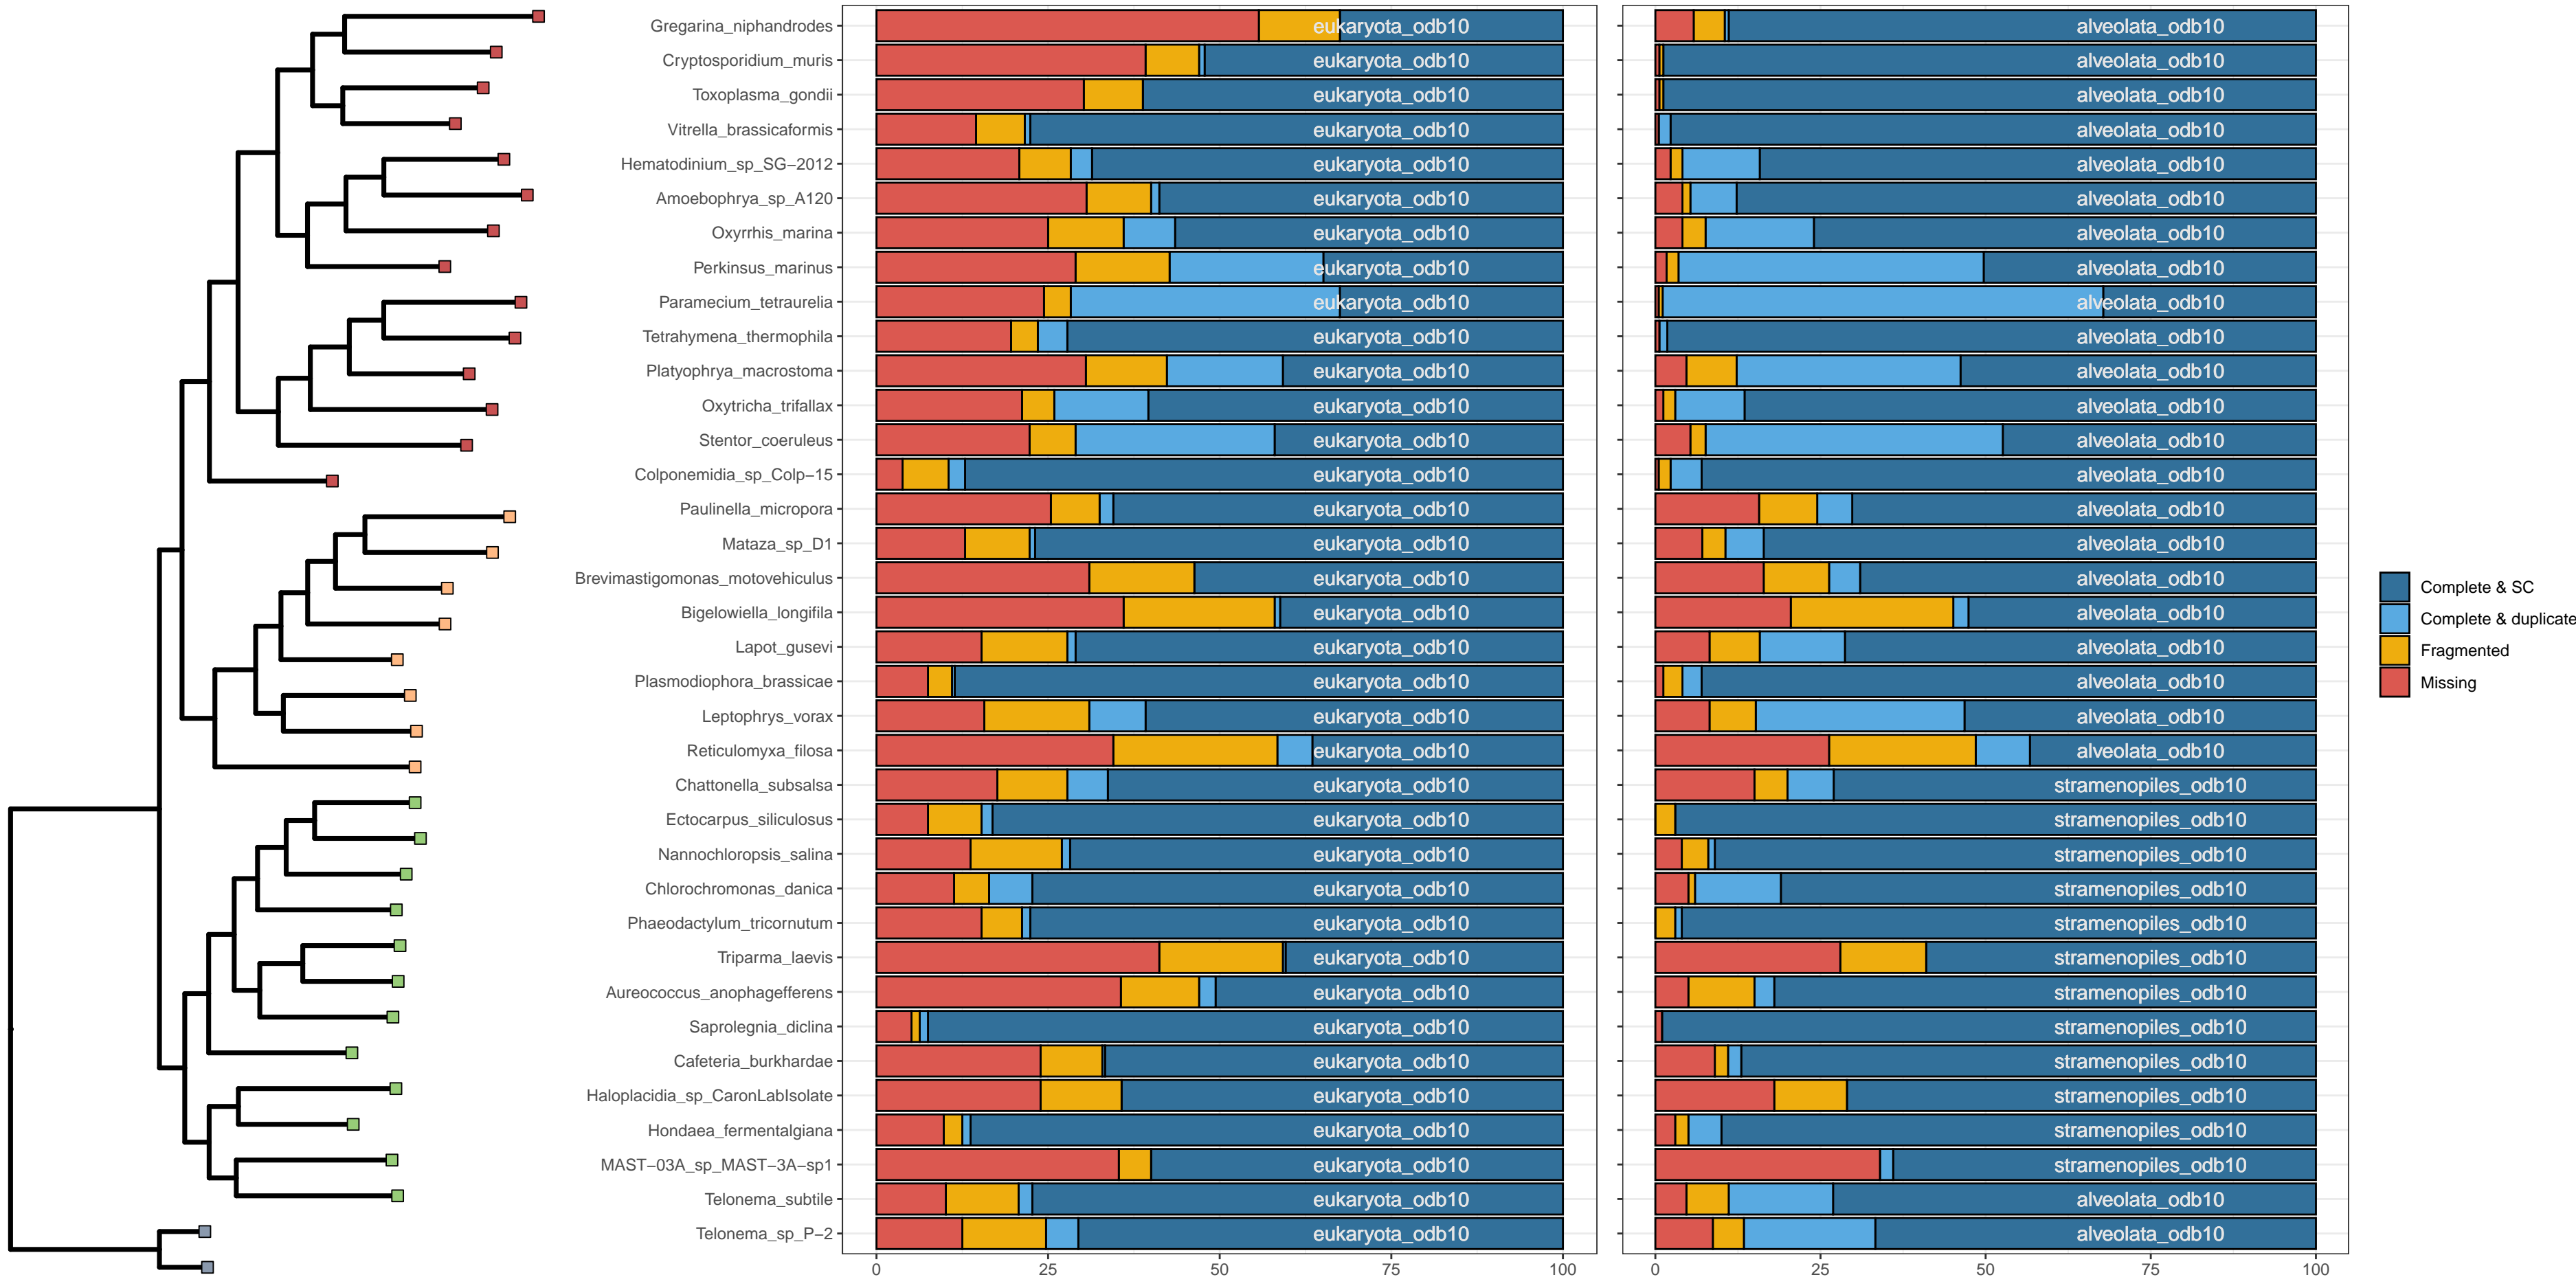 Gregarina_niphandrodes eukaryota_odb10 alveolata_odb10
Cryptosporidium_muris eukaryota_odb10 alveolata_odb10
Toxoplasma_gondii eukaryota_odb10 alveolata_odb10
Vitrella_brassicaformis eukaryota_odb10 alveolata_odb10
Hematodinium_sp_SG−2012 eukaryota_odb10 alveolata_odb10
Amoebophrya_sp_A120 eukaryota_odb10 alveolata_odb10
Oxyrrhis_marina eukaryota_odb10 alveolata_odb10
Perkinsus_marinus eukaryota_odb10 alveolata_odb10
Paramecium_tetraurelia eukaryota_odb10 alveolata_odb10
Tetrahymena_thermophila eukaryota_odb10 alveolata_odb10
Platyophrya_macrostoma eukaryota_odb10 alveolata_odb10
Oxytricha_trifallax eukaryota_odb10 alveolata_odb10
Stentor_coeruleus eukaryota_odb10 alveolata_odb10
Colponemidia_sp_Colp−15 eukaryota_odb10 alveolata_odb10
Paulinella_micropora eukaryota_odb10 alveolata_odb10
Mataza_sp_D1 eukaryota_odb10 alveolata_odb10
Brevimastigomonas_motovehiculus eukaryota_odb10 alveolata_odb10
Bigelowiella_longifila eukaryota_odb10 alveolata_odb10
Lapot_gusevi eukaryota_odb10 alveolata_odb10
Plasmodiophora_brassicae eukaryota_odb10 alveolata_odb10
Leptophrys_vorax eukaryota_odb10 alveolata_odb10
Reticulomyxa_filosa eukaryota_odb10 alveolata_odb10
Chattonella_subsalsa eukaryota_odb10 stramenopiles_odb10
Ectocarpus_siliculosus eukaryota_odb10 stramenopiles_odb10
Nannochloropsis_salina eukaryota_odb10 stramenopiles_odb10
Chlorochromonas_danica eukaryota_odb10 stramenopiles_odb10
Phaeodactylum_tricornutum eukaryota_odb10 stramenopiles_odb10
Triparma_laevis eukaryota_odb10 stramenopiles_odb10
Aureococcus_anophagefferens eukaryota_odb10 stramenopiles_odb10
Saprolegnia_diclina eukaryota_odb10 stramenopiles_odb10
Cafeteria_burkhardae eukaryota_odb10 stramenopiles_odb10
Haloplacidia_sp_CaronLabIsolate eukaryota_odb10 stramenopiles_odb10
Hondaea_fermentalgiana eukaryota_odb10 stramenopiles_odb10
MAST−03A_sp_MAST−3A−sp1 eukaryota_odb10 stramenopiles_odb10
Telonema_subtile eukaryota_odb10 alveolata_odb10
Telonema_sp_P−2 eukaryota_odb10 alveolata_odb10
0 25 50 75 100 0 25 50 75 100
Complete & SC
Complete & duplicate
Fragmented
Missing